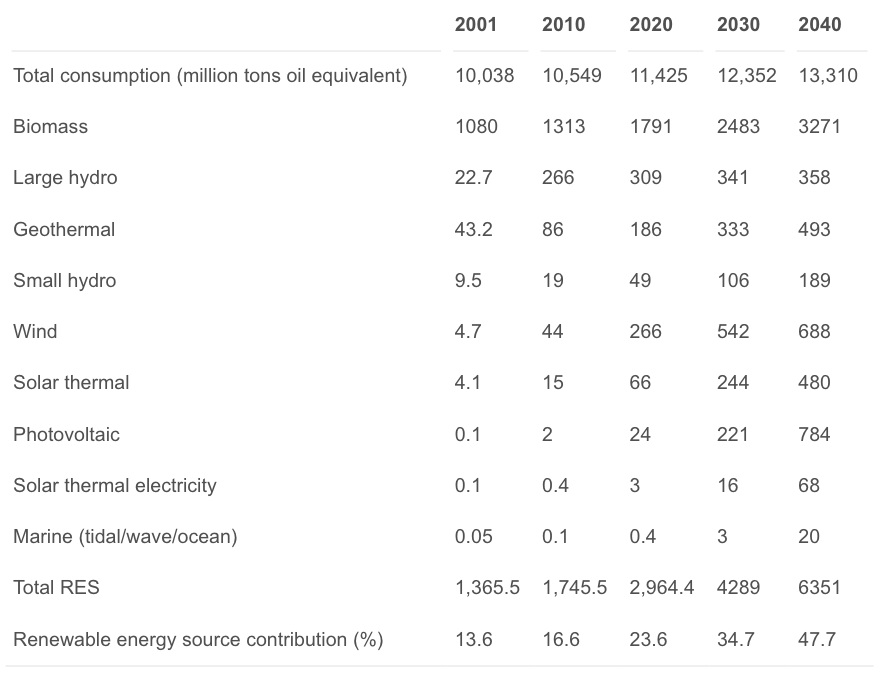 2001 2010 2020 2030 2040
Total consumption (million tons oil equivalent) 10,038 10,549 11,425 12,352 13,310
Biomass 1080 1313 1791 2483 3271
Large hydro 22.7 266 309 341 358
Geothermal 43.2 86 186 333 493
Small hydro 9.5 19 49 106 189
Wind 4.7 44 266 542 688
Solar thermal 4.1 15 66 244 480
Photovoltaic 0.1 2 24 221 784
Solar thermal electricity 0.1 0.4 3 16 68
Marine (tidal/wave/ocean) 0.05 0.1 0.4 3 20
Total RES 1,365.5 1,745.5 2,964.4 4289 6351
Renewable energy source contribution (%) 13.6 16.6 23.6 34.7 47.7